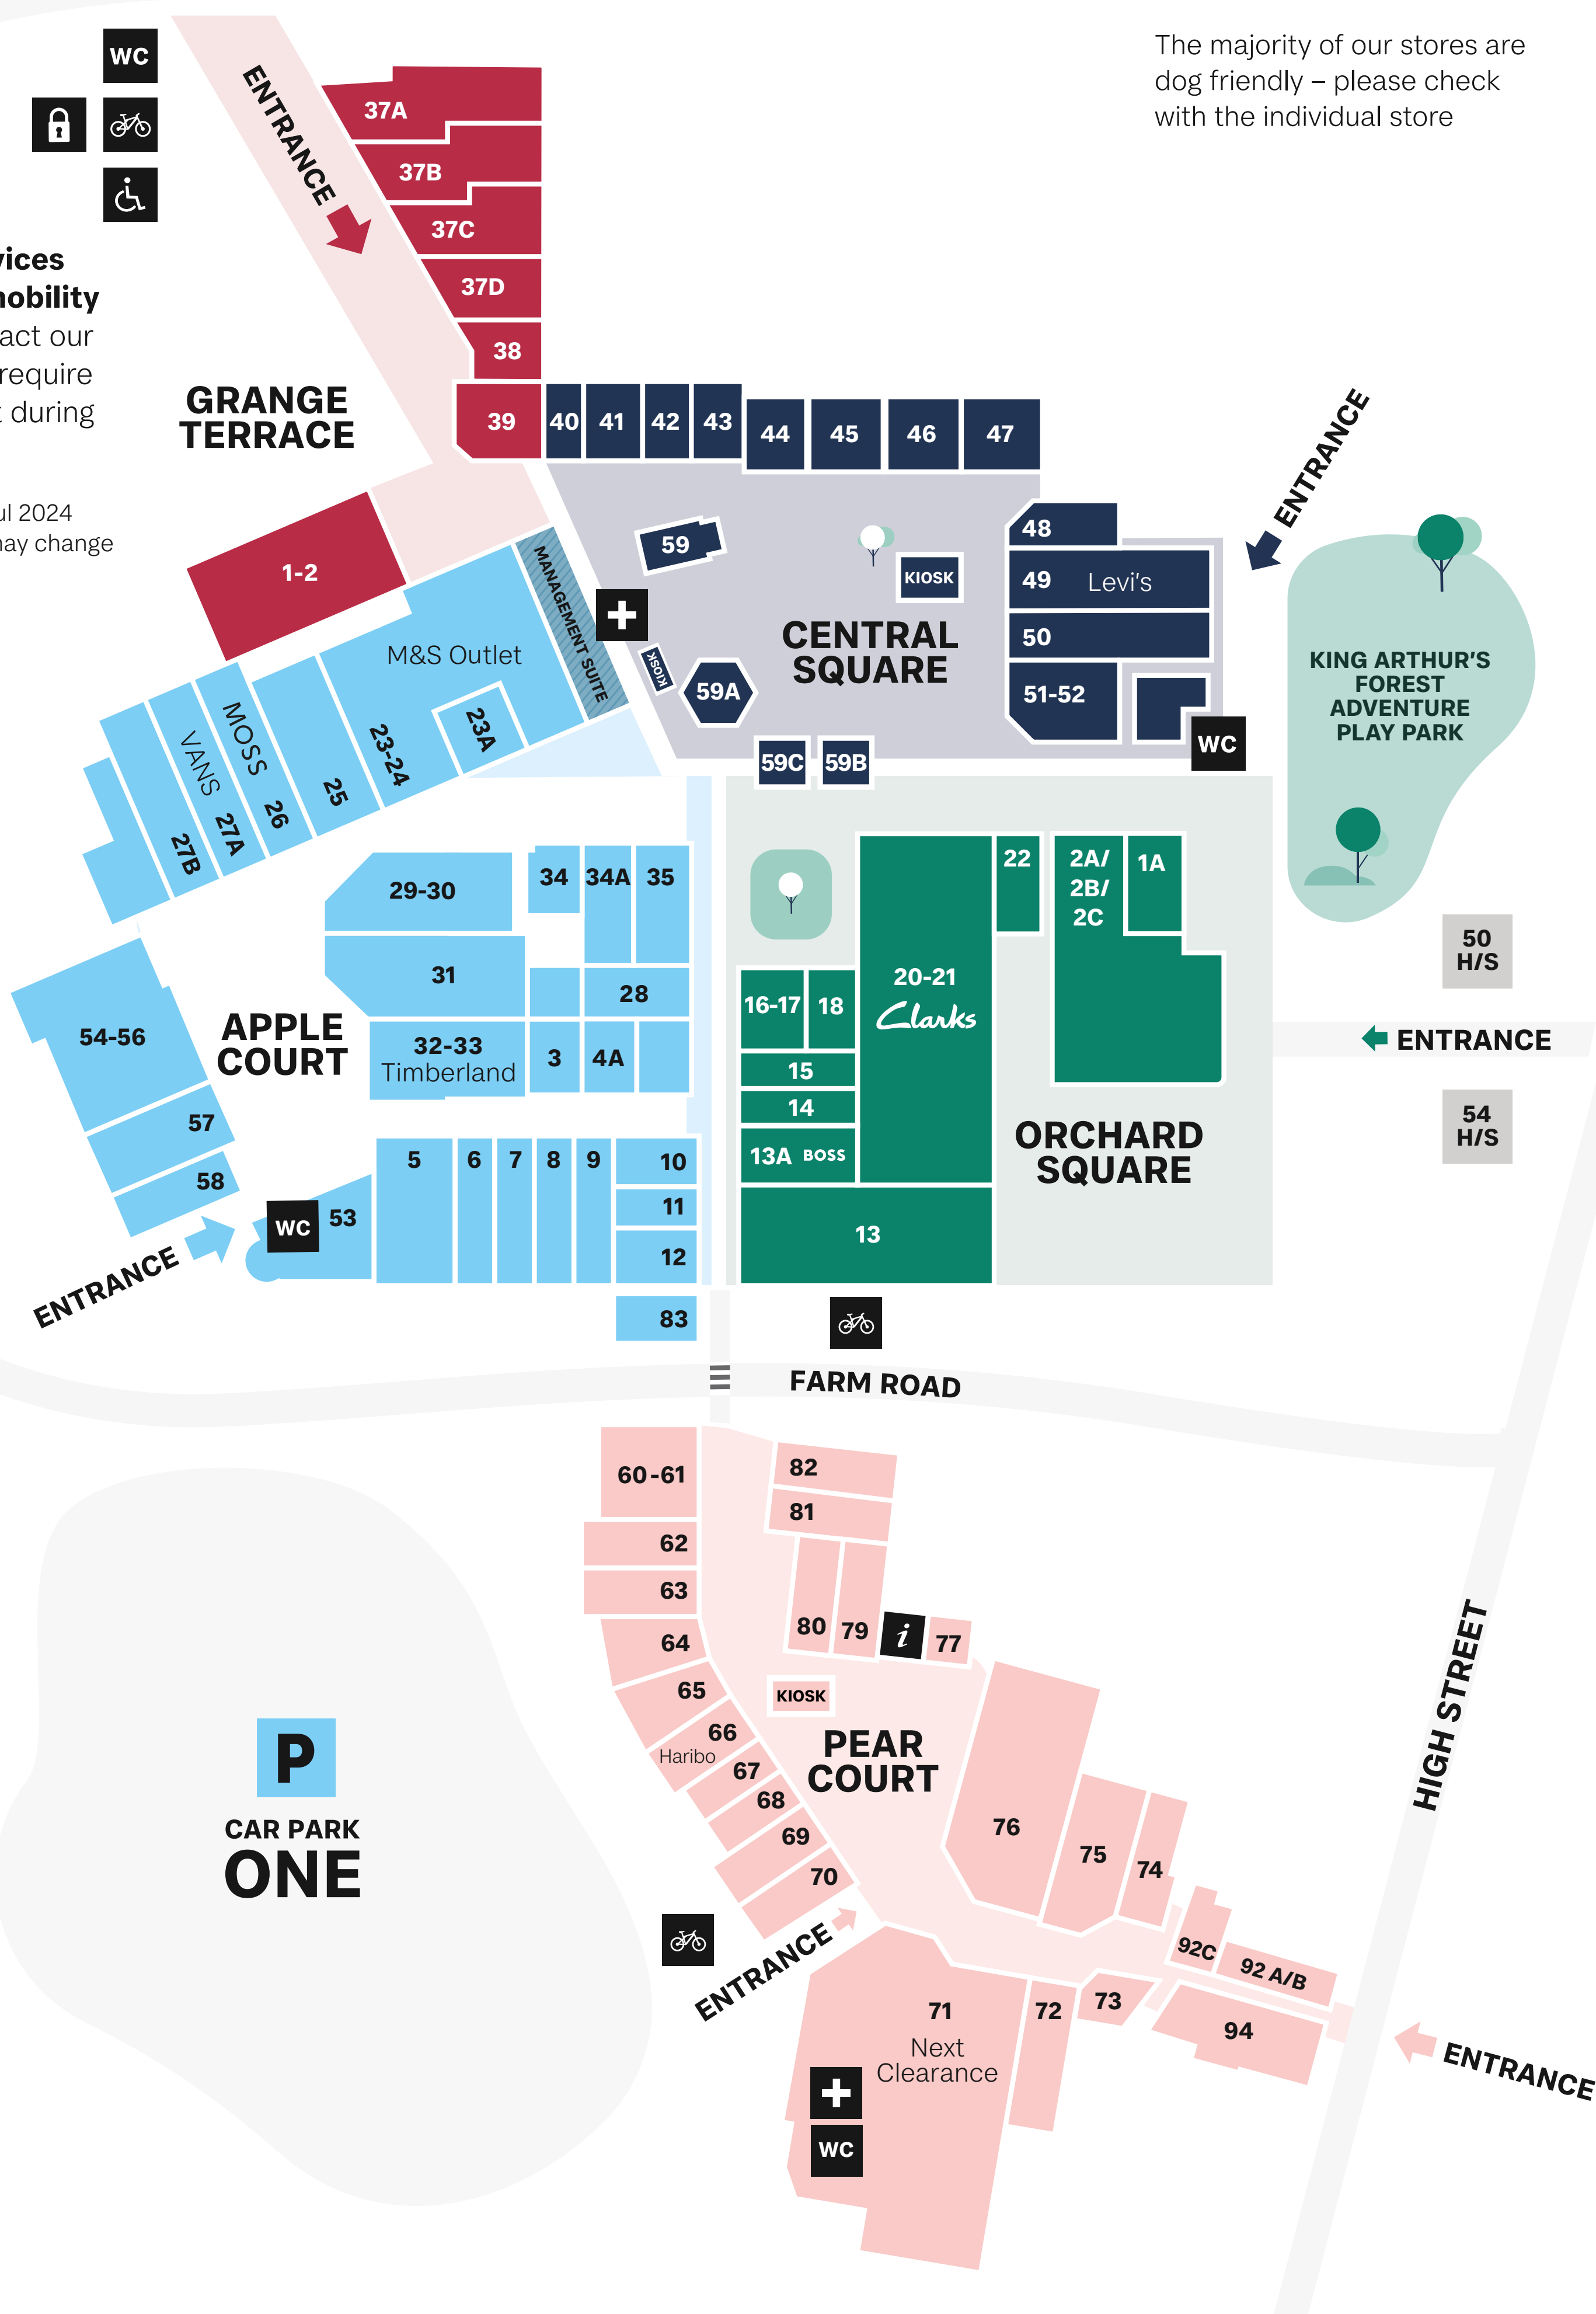 WC
The majority of our stores are
dog friendly – please check
with the individual store
ENTRANCE
37A
37B
37C
37D
38
39
act our
require
during
GRANGE
TERRACE
may change
2024
40
41
42
43
44
45
46
47
ENTRANCE
1-2
MANAGEMENT SUITE
59
KIOSK
KIOSK
59A
CENTRAL
SQUARE
48
49 Levi's
50
51-52
WC
59C
59B
KING ARTHUR'S
FOREST
ADVENTURE
PLAY PARK
M&S Outlet
23A
23-24
25
MOSS
26
VANS
27A
27B
29-30
34
34A
35
31
28
32-33
Timberland
3
4A
54-56
57
58
APPLE
COURT
22
2A/
2B/
2C
1A
20-21
Clarks
16-17
18
15
14
13A BOSS
13
ORCHARD
SQUARE
50
H/S
ENTRANCE
54
H/S
5
6
7
8
9
10
11
12
53
WC
ENTRANCE
83
FARM ROAD
60-61
62
63
64
65
66
Haribo
67
68
69
70
82
81
80
79
i
77
KIOSK
PEAR
COURT
76
75
74
HIGH STREET
P
CAR PARK
ONE
ENTRANCE
92C
92 A/B
71
Next
Clearance
72
73
94
ENTRANCE
WC